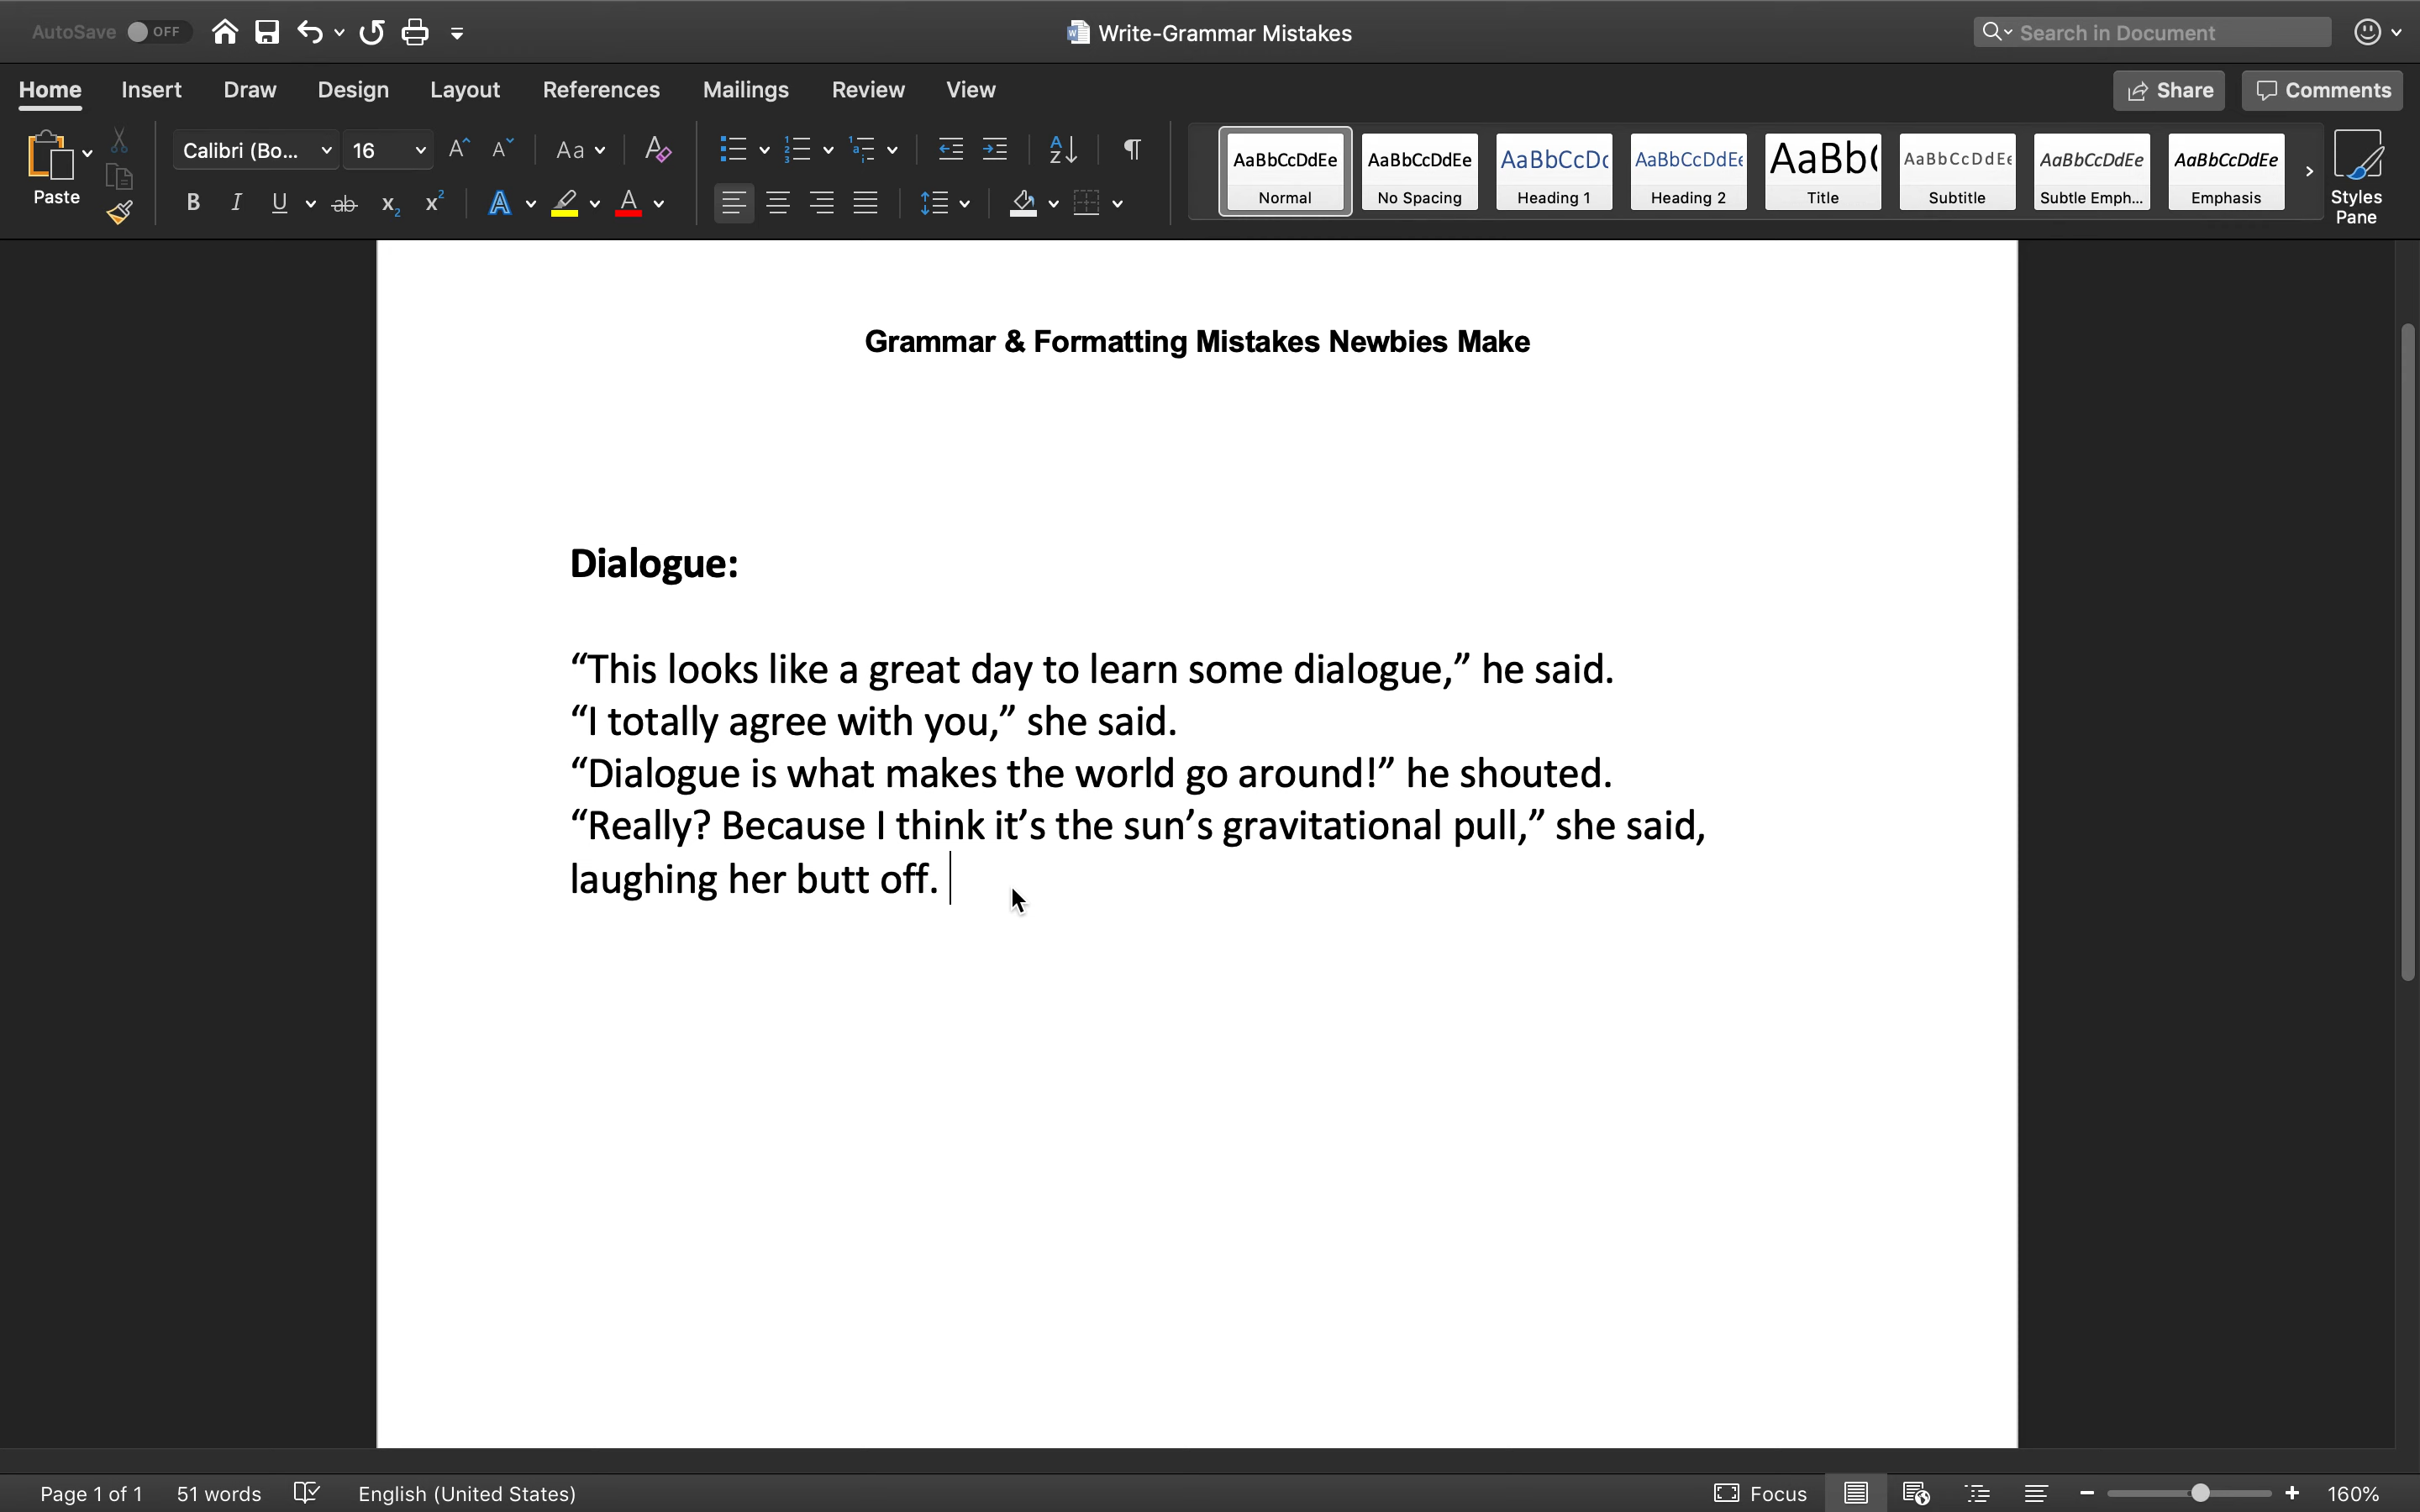 AutoSave OFF Write-Grammar Mistakes Search in Document
Home Insert Draw Design Layout References Mailings Review View Share Comments
Paste Calibri (Bo... 16 Aa
AaBbCcDdEe AaBbCcDdEe AaBbCcDc AaBbCcDdEe AaBb( AaBbCcDdEe AaBbCcDdEe AaBbCcDdEe
Normal No Spacing Heading 1 Heading 2 Title Subtitle Subtle Emph... Emphasis Styles Pane
Grammar & Formatting Mistakes Newbies Make
Dialogue:
“This looks like a great day to learn some dialogue,” he said.
“I totally agree with you,” she said.
“Dialogue is what makes the world go around!” he shouted.
“Really? Because I think it’s the sun’s gravitational pull,” she said,
laughing her butt off.
Page 1 of 1 51 words English (United States) Focus 160%